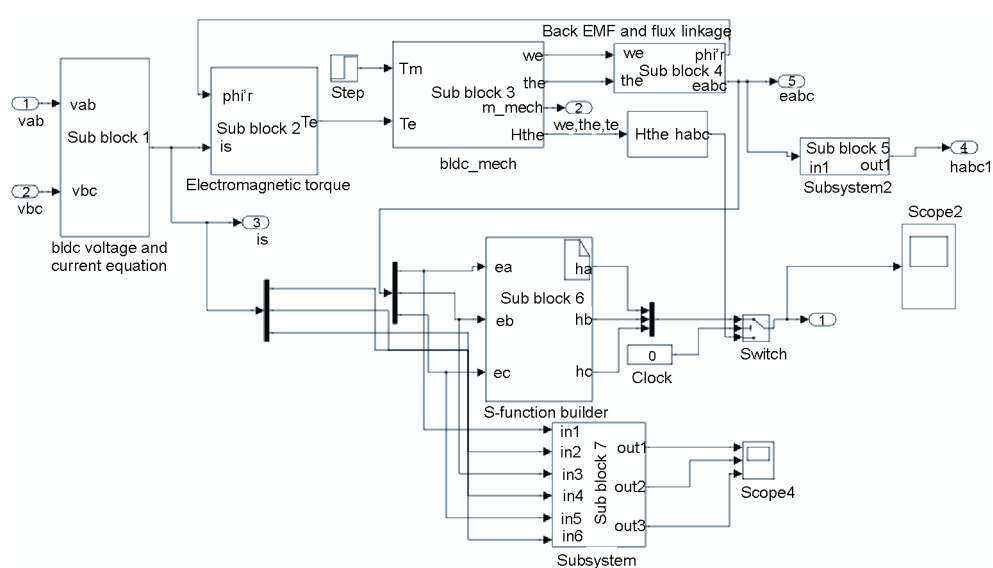 Back EMF and flux linkage
1
vab
2
vbc
vab
Sub block 1
vbc
bldc voltage and
current equation
phi'r
Sub block 2
Te
is
Electromagnetic torque
Step
Tm
we
the
Sub block 3
m_mech
Te
Hthe
bldc_mech
2
we,the,te
we
phi'r
the
Sub block 4
eabc
Hthe habc
5
eabc
Sub block 5
in1
out1
Subsystem2
4
habc1
3
is
Scope2
ea
ha
Sub block 6
eb
hb
ec
hc
S-function builder
0
Clock
Switch
1
in1
in2
in3
in4
in5
in6
Sub block 7
out1
out2
out3
Subsystem
Scope4